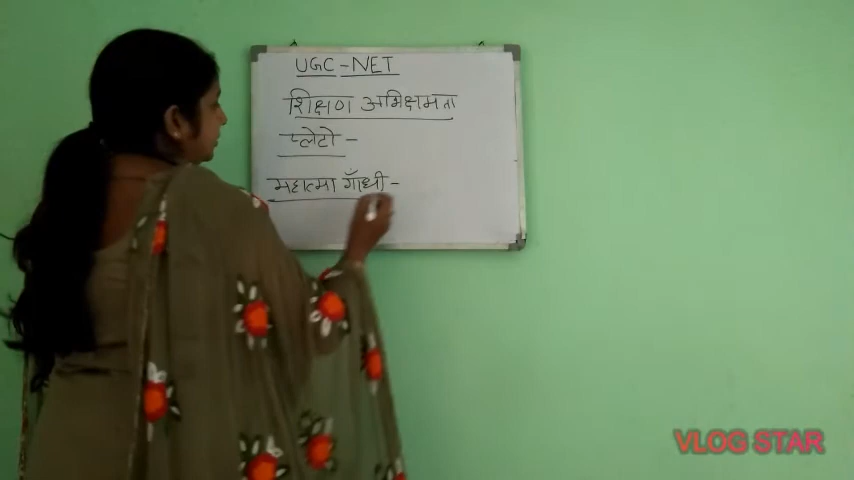 UGC-NET
शिक्षण अभिक्षमता
प्लेटो -
महात्मा गाँधी -
VLOG STAR